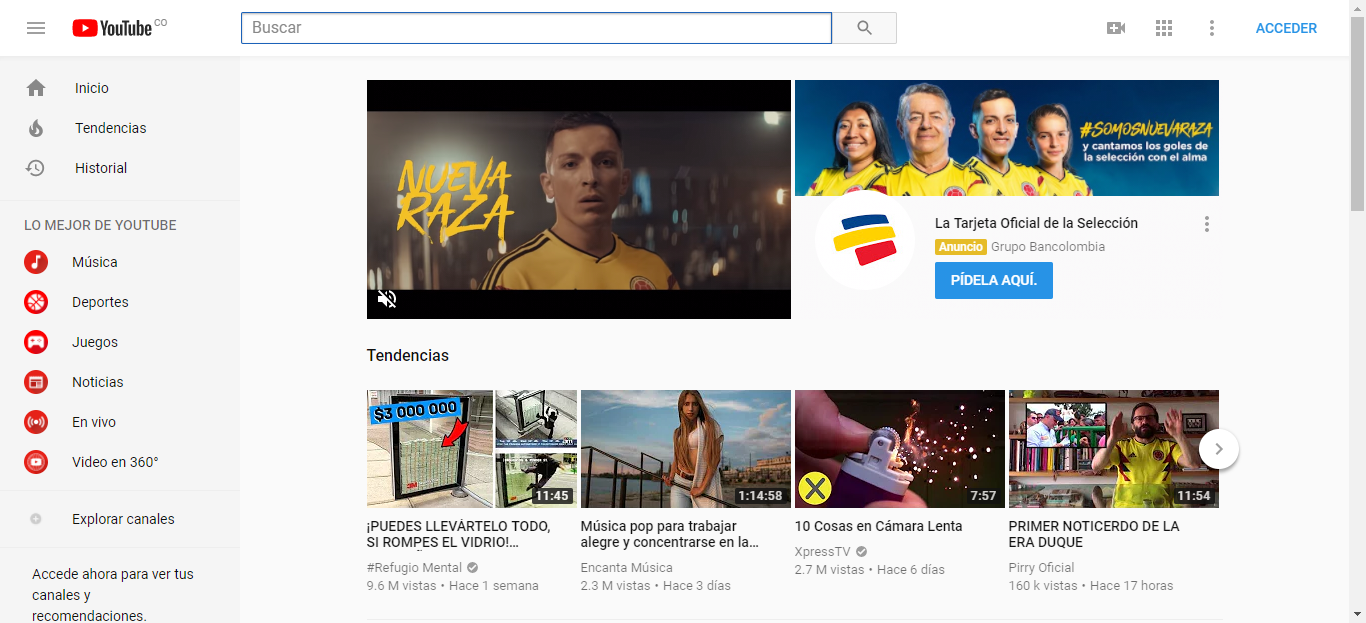 YouTube CO
Buscar
ACCEDER
Inicio
Tendencias
Historial
LO MEJOR DE YOUTUBE
Música
Deportes
Juegos
Noticias
En vivo
Video en 360°
Explorar canales
Accede ahora para ver tus
canales y
recomendaciones.
NUEVA
RAZA
#SOMOSNUEVARAZA
y cantamos los goles de
la selección con el alma
La Tarjeta Oficial de la Selección
Anuncio Grupo Bancolombia
PÍDELA AQUÍ.
Tendencias
$3 000 000
3M
11:45
¡PUEDES LLEVÁRTELO TODO,
SI ROMPES EL VIDRIO!...
#Refugio Mental
9.6 M vistas • Hace 1 semana
1:14:58
Música pop para trabajar
alegre y concentrarse en la...
Encanta Música
2.3 M vistas • Hace 3 días
7:57
10 Cosas en Cámara Lenta
XpressTV
2.7 M vistas • Hace 6 días
11:54
PRIMER NOTICERDO DE LA
ERA DUQUE
Pirry Oficial
160 k vistas • Hace 17 horas